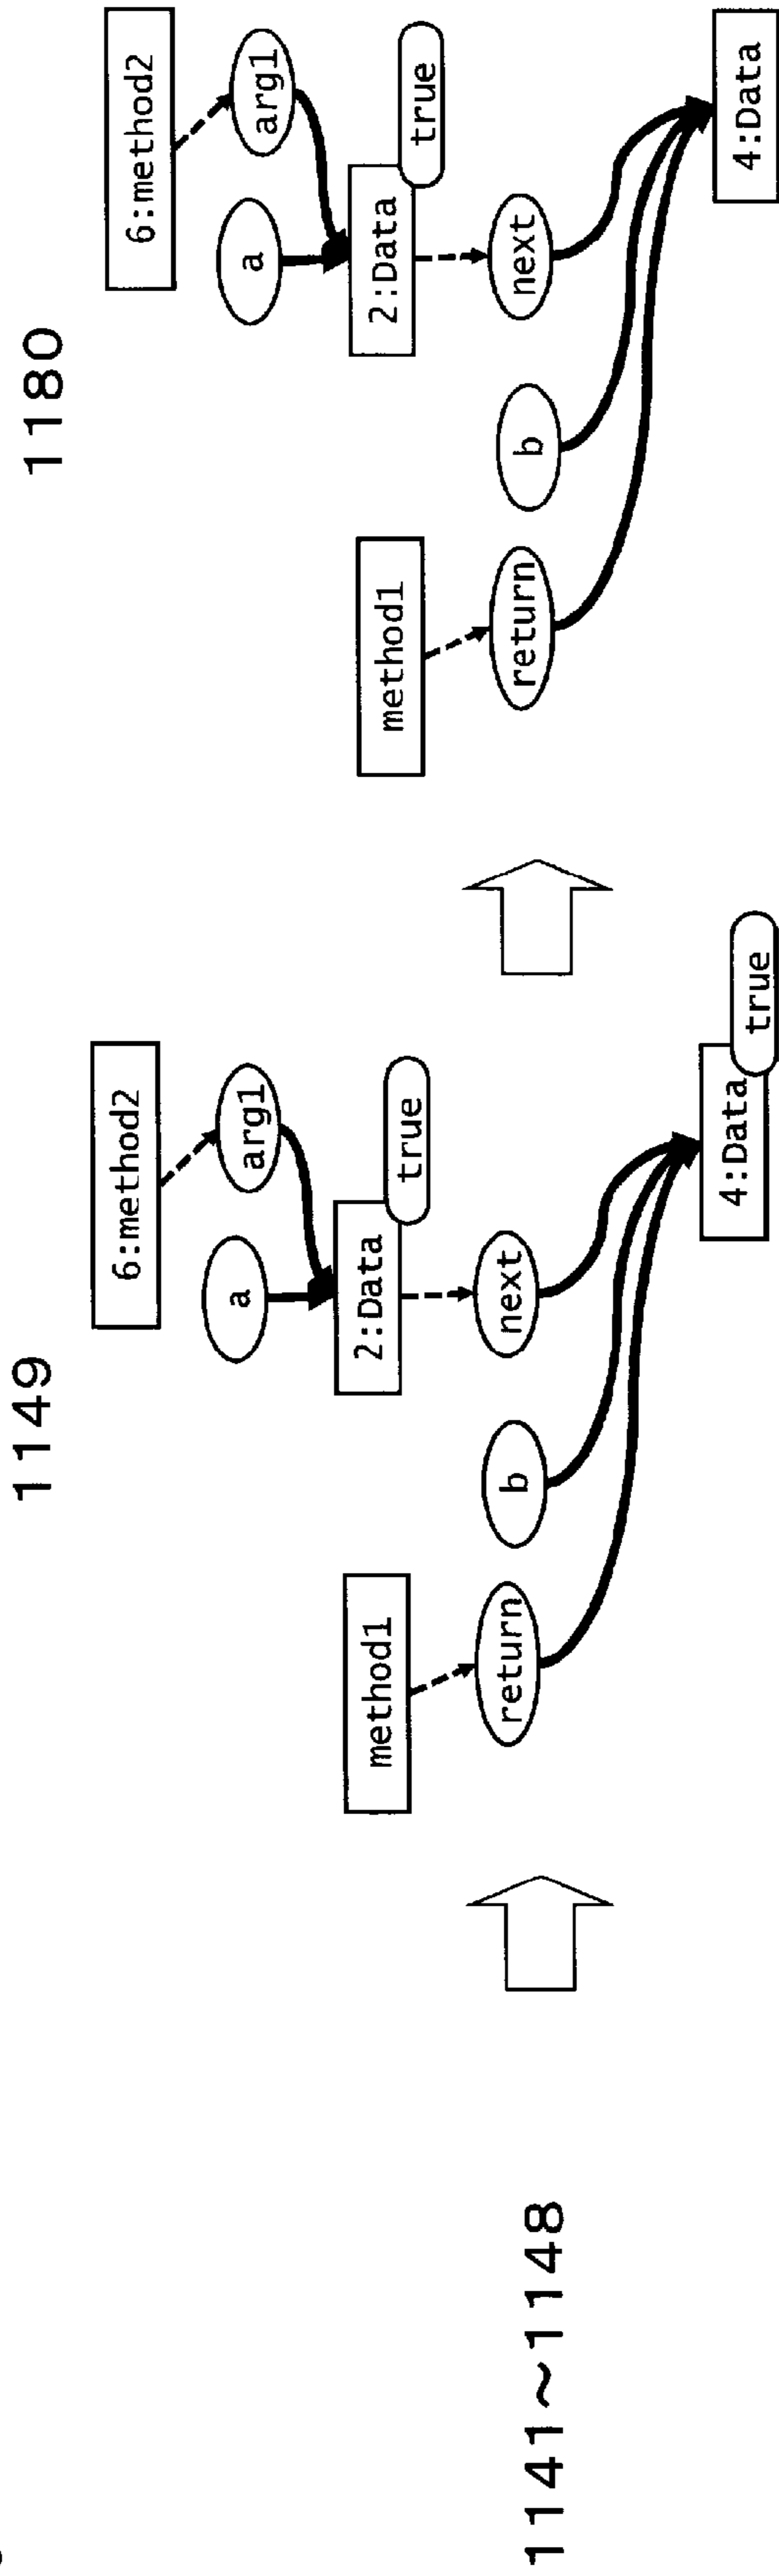 1141~1148
1149
6:method2
a
arg1
method1
2:Data
true
return
b
next
4:Data
true
1180
6:method2
a
arg1
method1
2:Data
true
return
b
next
4:Data